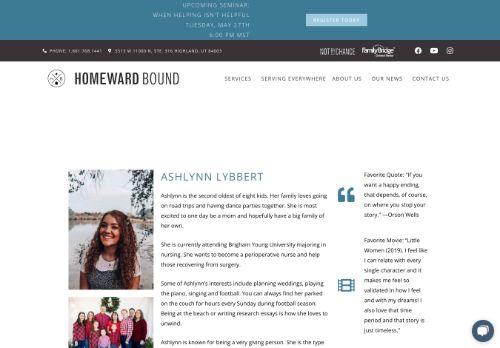 UPCOMING SEMINAR:
WHEN HELPING ISN'T HELPFUL
TUESDAY, MAY 27TH
6:00 PM MST
REGISTER TODAY
PHONE: 1.801.768.1441
5513 W 11000 N, STE. 316 HIGHLAND, UT 84003
NOT BY CHANCE
FamilyBridge
HOMEWARD BOUND
SERVICES
SERVING EVERYWHERE
ABOUT US
OUR NEWS
CONTACT US
ASHLYNN LYBBERT
Ashlynn is the second oldest of eight kids. Her family loves going
on road trips and having dance parties together. She is most
excited to one day be a mom and hopefully have a big family of
her own.
She is currently attending Brigham Young University majoring in
nursing. She wants to become a perioperative nurse and help
those recovering from surgery.
Some of Ashlynn's interests include planning weddings, playing
the piano, singing and football. You can always find her parked
on the couch for hours every Sunday during football season.
Being at the beach or writing research essays is how she loves to
unwind.
Ashlynn is known for being a very giving person. She is the type
Favorite Quote: "If you
want a happy ending,
that depends, of course,
on where you stop your
story." —Orson Wells
Favorite Movie: "Little
Women (2019). I feel like
I can relate with every
single character and it
makes me feel so
validated in how I feel
and with my dreams! I
also love that time
period and that story is
just timeless."